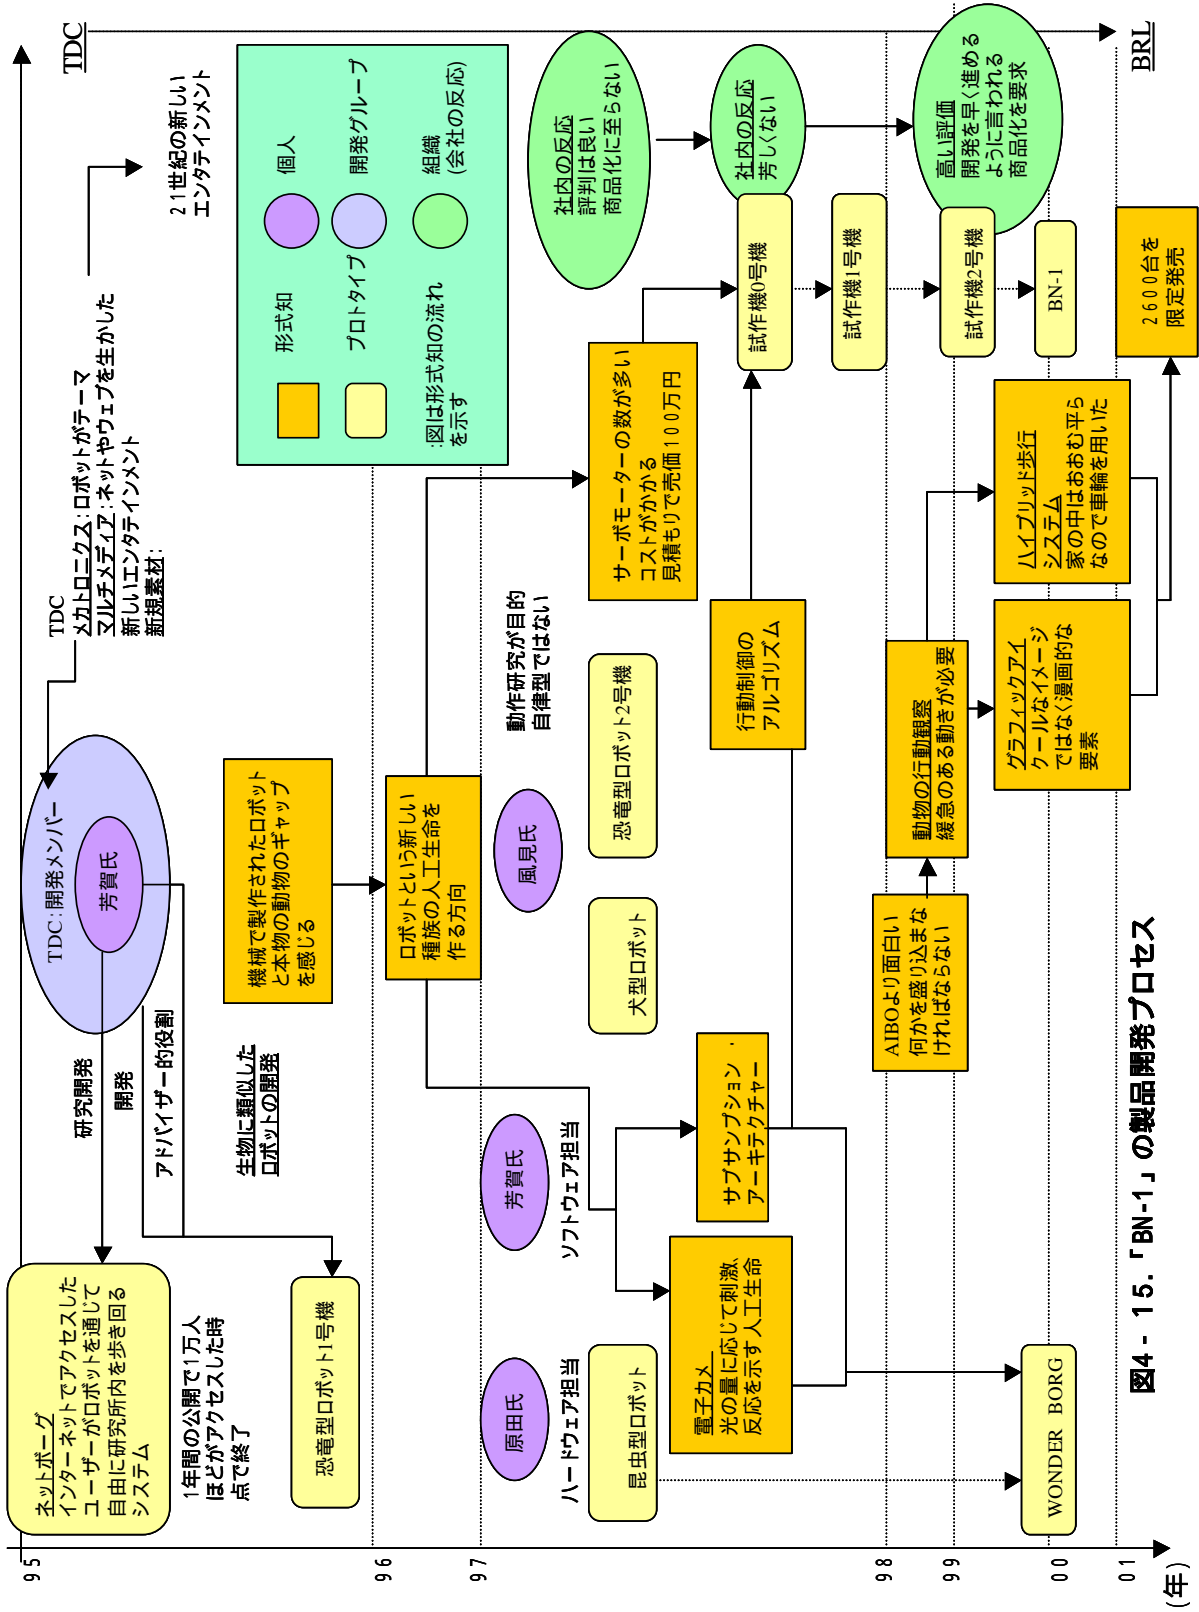 TDC
BRL
21世紀の新しい
エンタテインメント
TDC
メカトロニクス:ロボットがテーマ
マルチメディア:ネットやウェブを生かした
新しいエンタテインメント
新規素材:
形式知
個人
プロトタイプ
開発グループ
:図は形式知の流れ
を示す
組織
(会社の反応)
TDC:開発メンバー
芳賀氏
研究開発
開発
アドバイザー的役割
ネットボーグ
インターネットでアクセスした
ユーザーがロボットを通じて
自由に研究所内を歩き回る
システム
1年間の公開で1万人
ほどがアクセスした時
点で終了
生物に類似した
ロボットの開発
恐竜型ロボット1号機
機械で製作されたロボット
と本物の動物のギャップ
を感じる
ロボットという新しい
種族の人工生命を
作る方向
原田氏
ハードウェア担当
芳賀氏
ソフトウェア担当
風見氏
動作研究が目的
自律型ではない
昆虫型ロボット
犬型ロボット
恐竜型ロボット2号機
サーボモーターの数が多い
コストがかかる
見積もりで売価100万円
社内の反応
評判は良い
商品化に至らない
電子カメ
光の量に応じて刺激、
反応を示す人工生命
サブサンプション・
アーキテクチャー
行動制御の
アルゴリズム
試作機0号機
社内の反応
芳しくない
試作機1号機
AIBOより面白い
何かを盛り込まな
ければならない
動物の行動観察
緩急のある動きが必要
試作機2号機
高い評価
開発を早く進める
ように言われる
商品化を要求
グラフィックアイ
クールなイメージ
ではなく漫画的な
要素
ハイブリッド歩行
システム
家の中はおおむ平ら
なので車輪を用いた
WONDER BORG
BN-1
2600台を
限定発売
95
96
97
98
99
00
01
(年)
図4-15.「BN-1」の製品開発プロセス